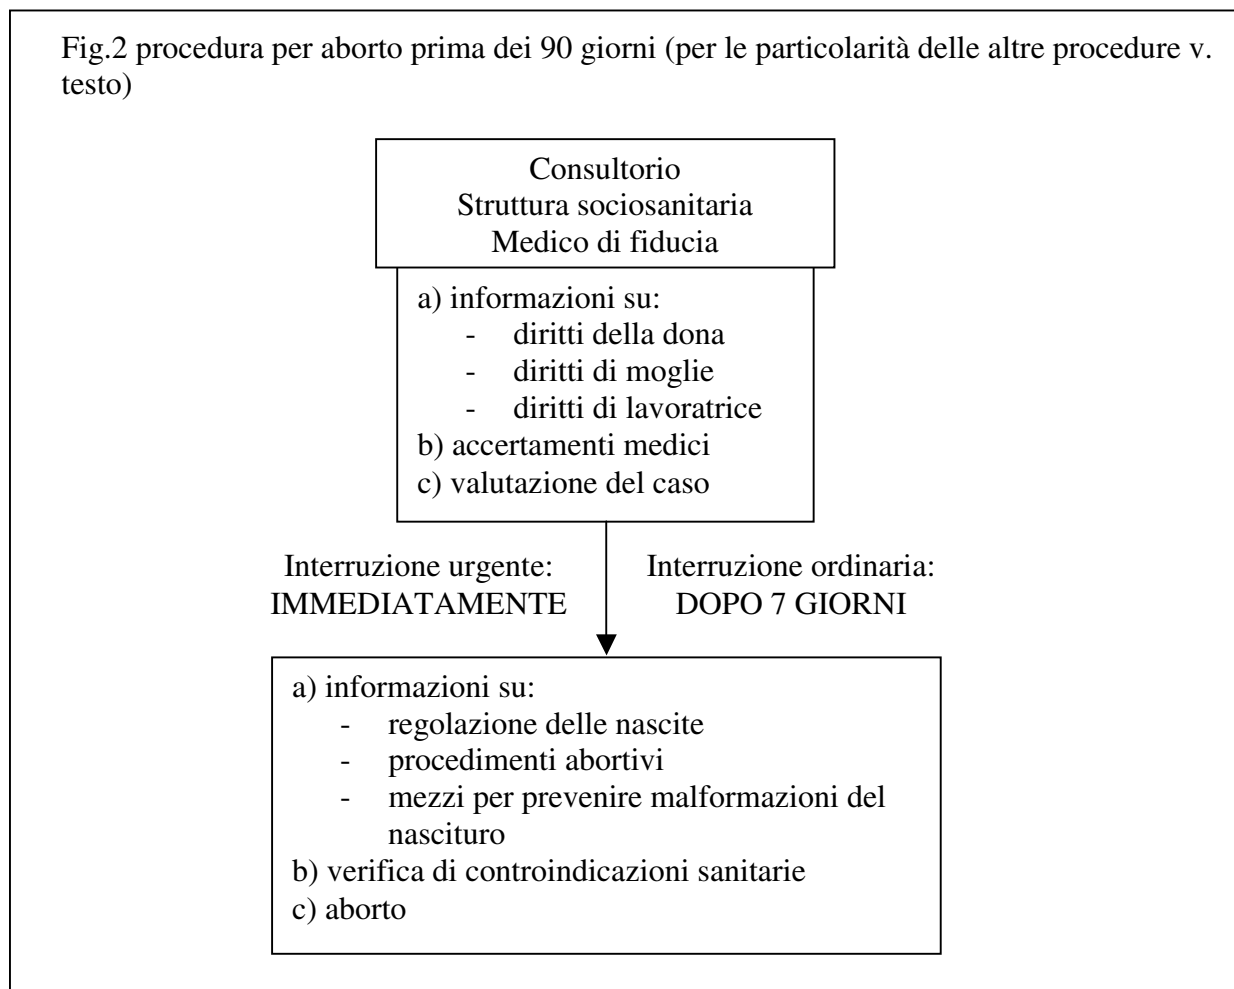 Fig.2 procedura per aborto prima dei 90 giorni (per le particolarità delle altre procedure v.
testo)
Consultorio
Struttura sociosanitaria
Medico di fiducia
a) informazioni su:
- diritti della dona
- diritti di moglie
- diritti di lavoratrice
b) accertamenti medici
c) valutazione del caso
Interruzione urgente:
IMMEDIATAMENTE
Interruzione ordinaria:
DOPO 7 GIORNI
a) informazioni su:
- regolazione delle nascite
- procedimenti abortivi
- mezzi per prevenire malformazioni del
nascituro
b) verifica di controindicazioni sanitarie
c) aborto